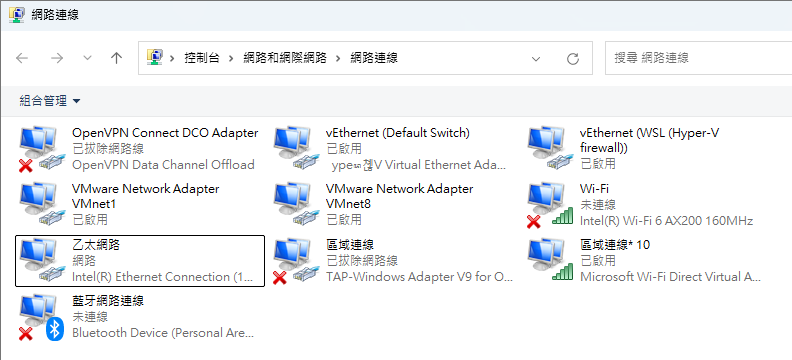 網路連線
控制台 > 網路和網際網路 > 網路連線
搜尋 網路連線
組合管理
OpenVPN Connect DCO Adapter
已拔除網路線
OpenVPN Data Channel Offload
vEthernet (Default Switch)
已啟用
V Virtual Ethernet Ada...
vEthernet (WSL (Hyper-V
firewall))
已啟用
VMware Network Adapter
VMnet1
已啟用
VMware Network Adapter
VMnet8
已啟用
Wi-Fi
未連線
Intel(R) Wi-Fi 6 AX200 160MHz
乙太網路
網路
Intel(R) Ethernet Connection (1...
區域連線
已拔除網路線
TAP-Windows Adapter V9 for O...
區域連線* 10
已啟用
Microsoft Wi-Fi Direct Virtual A...
藍牙網路連線
未連線
Bluetooth Device (Personal Are...